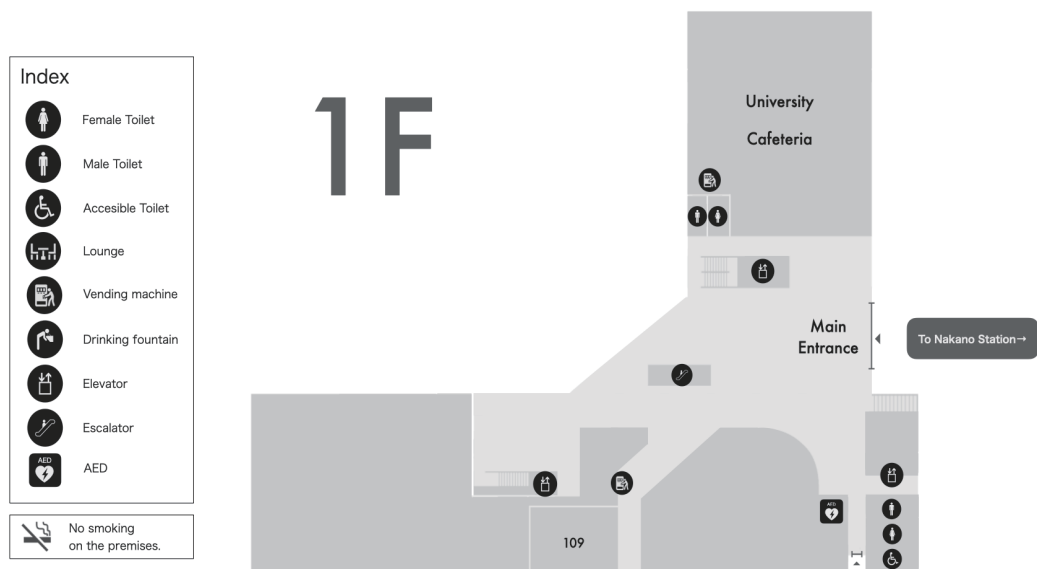 Index
Female Toilet
Male Toilet
Accesible Toilet
Lounge
Vending machine
Drinking fountain
Elevator
Escalator
AED
AED
No smoking
on the premises.
1F
University
Cafeteria
Main
Entrance
To Nakano Station→
AED
109